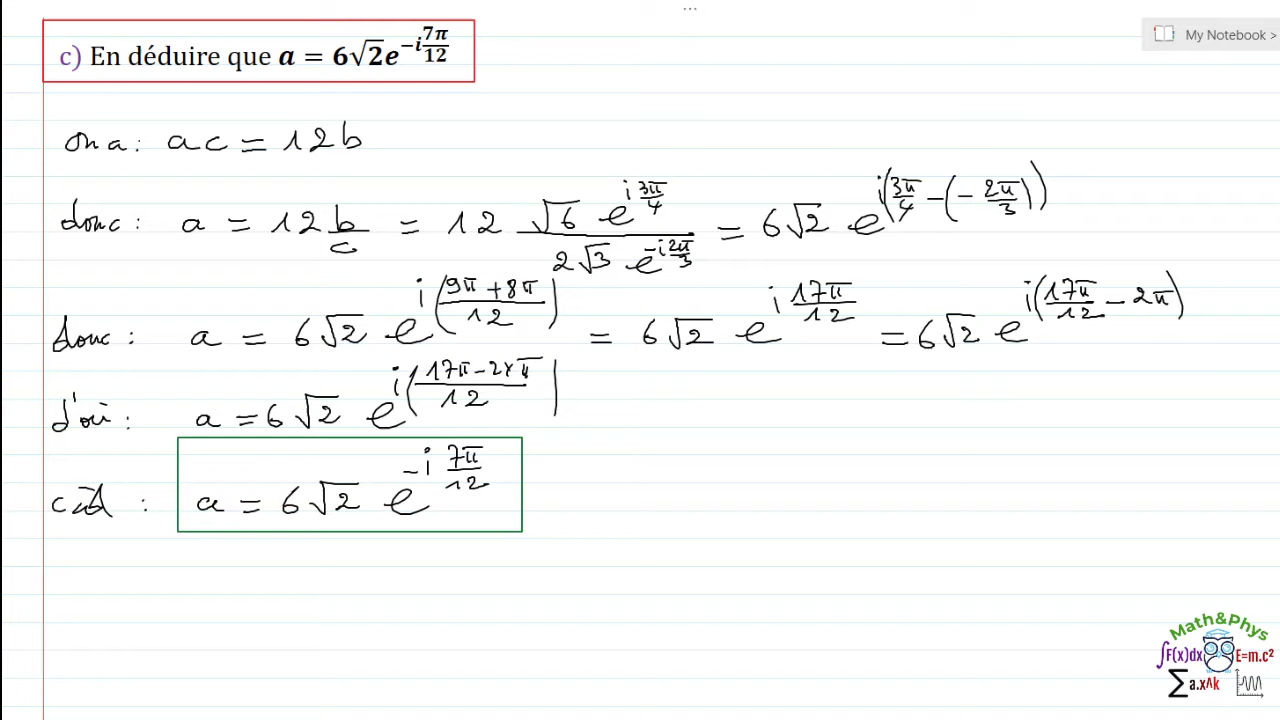 ...
My Notebook >
c) En déduire que a = 6√2e^(-i7π/12)
on a : ac = 12b
donc : a = 12 b/c = 12 (√6 e^(i3π/4))/(2√3 e^(-i2π/3)) = 6√2 e^(i(3π/4 - (-2π/3)))
donc : a = 6√2 e^(i((9π+8π)/12)) = 6√2 e^(i17π/12) = 6√2 e^(i(17π/12 - 2π))
d'où : a = 6√2 e^(i((17π-24π)/12))
càd : a = 6√2 e^(-i7π/12)
Math&Phys
∫F(x)dx E=m.c²
∑ a.x∧k